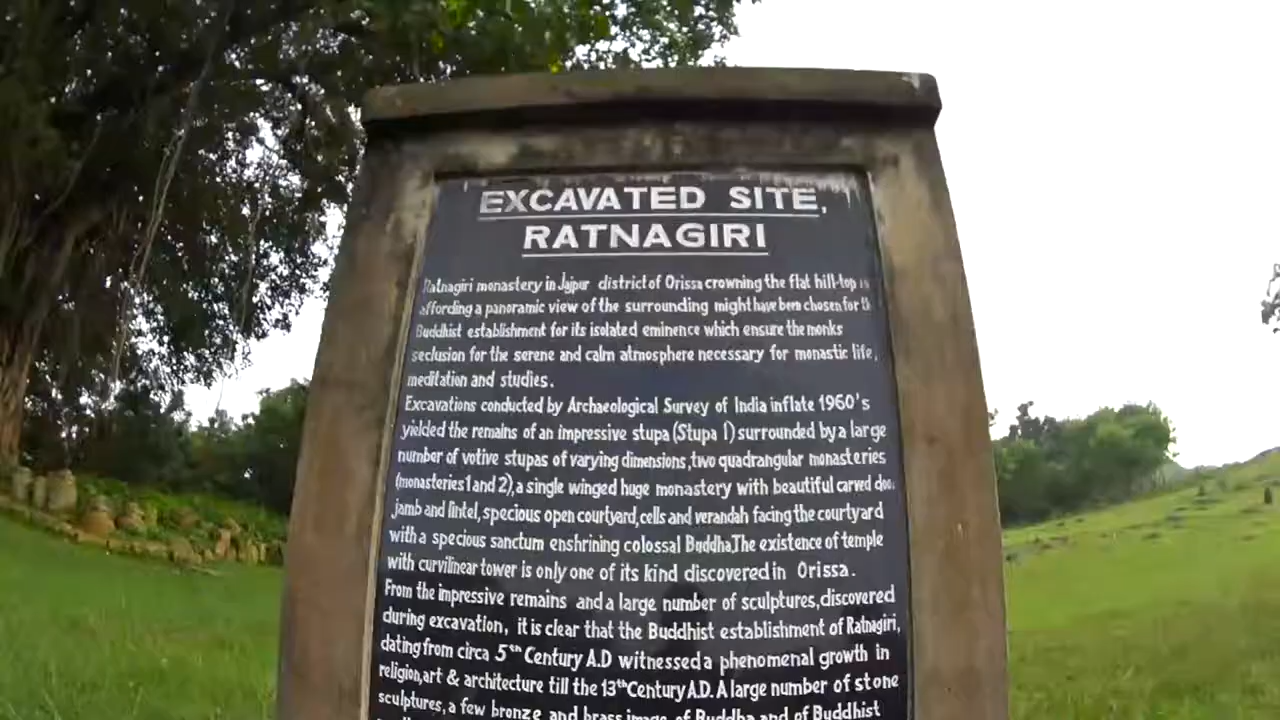 EXCAVATED SITE,
RATNAGIRI
Ratnagiri monastery in Jajpur district of Orissa crowning the flat hill-top is
affording a panoramic view of the surrounding might have been chosen for
Buddhist establishment for its isolated eminence which ensure the monks
seclusion for the serene and calm atmosphere necessary for monastic life,
meditation and studies.
Excavations conducted by Archaeological Survey of India inflate 1960's
yielded the remains of an impressive stupa (Stupa 1) surrounded by a large
number of votive stupas of varying dimensions, two quadrangular monasteries
(monasteries 1 and 2), a single winged huge monastery with beautiful carved
jamb and lintel, specious open courtyard, cells and verandah facing the courtyard
with a specious sanctum enshrining colossal Buddha. The existence of temple
with curvilinear tower is only one of its kind discovered in Orissa.
From the impressive remains and a large number of sculptures, discovered
during excavation, it is clear that the Buddhist establishment of Ratnagiri,
dating from circa 5th Century A.D witnessed a phenomenal growth in
religion, art & architecture till the 13th Century A.D. A large number of stone
sculptures, a few bronze and brass image of Buddha and of Buddhist